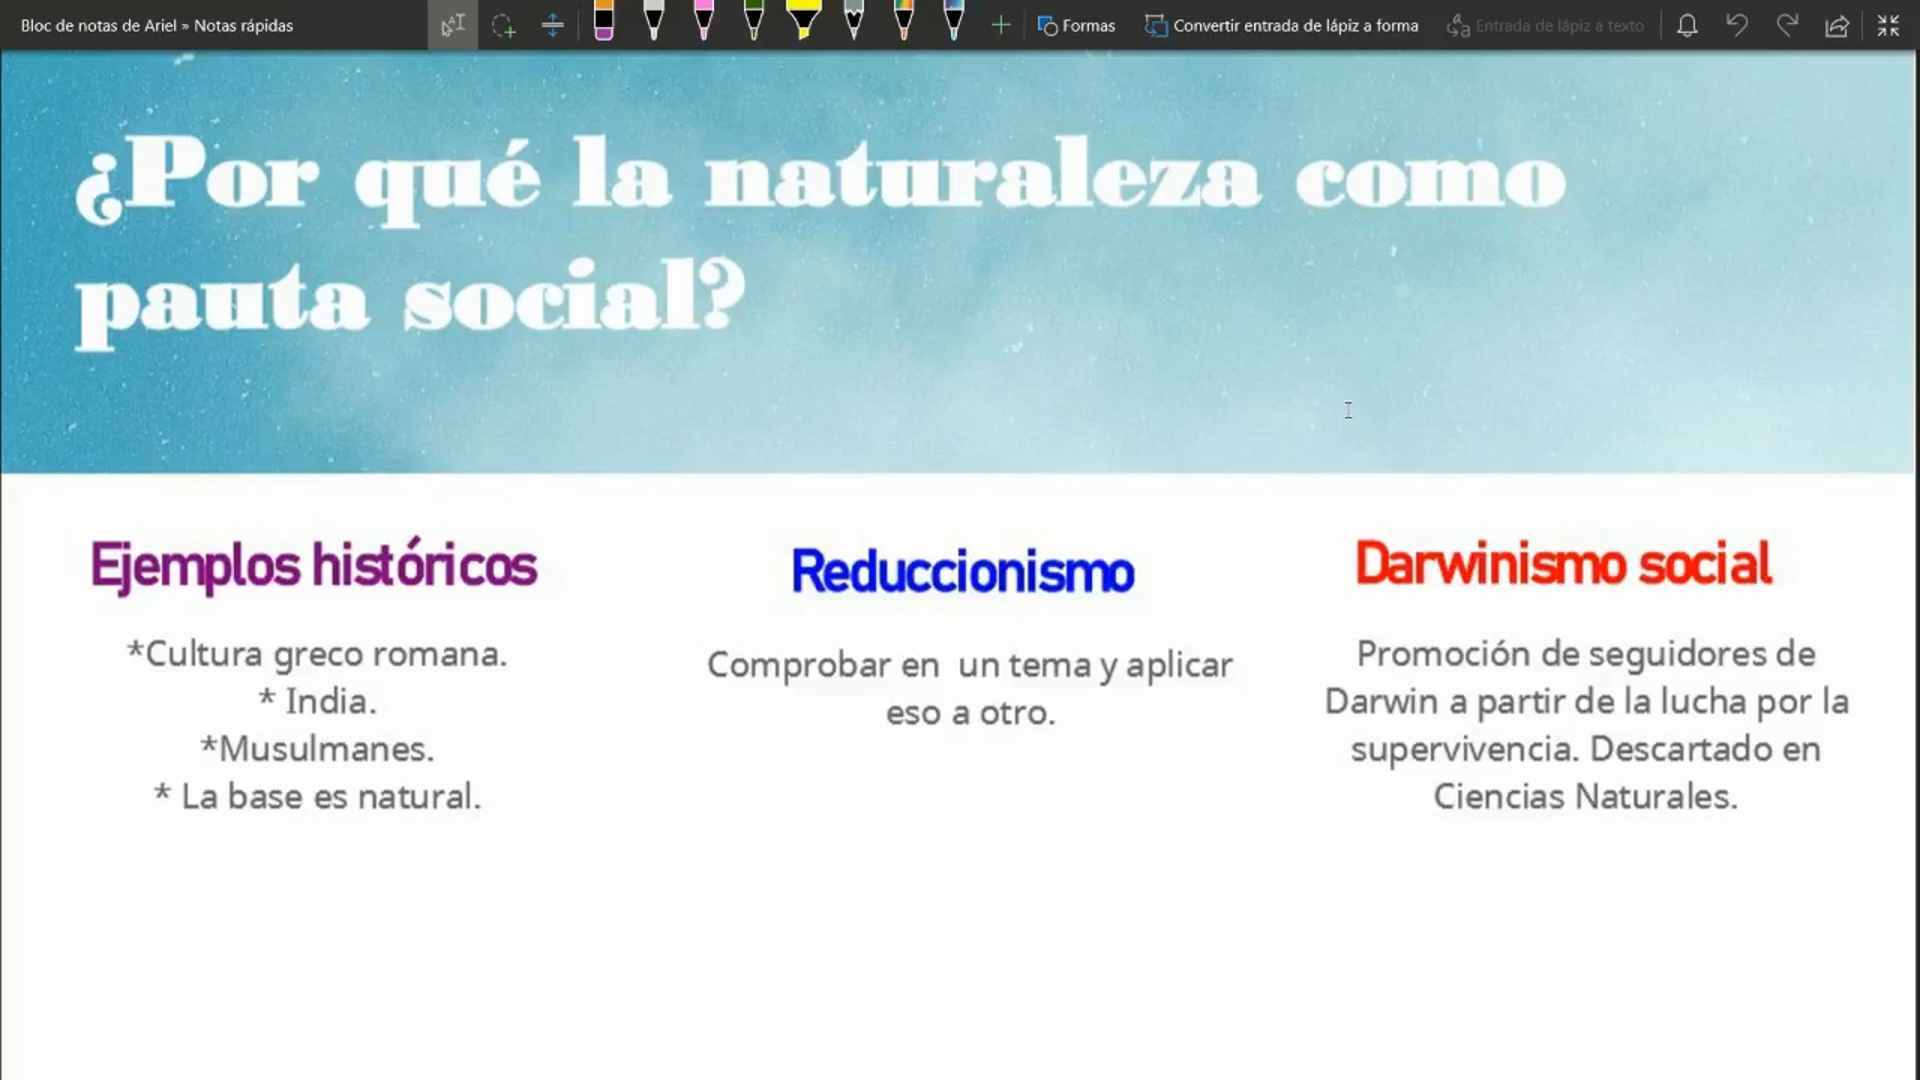 Bloc de notas de Ariel » Notas rápidas
Formas
Convertir entrada de lápiz a forma
Entrada de lápiz a texto
¿Por qué la naturaleza como
pauta social?
Ejemplos históricos
*Cultura greco romana.
* India.
*Musulmanes.
* La base es natural.
Reduccionismo
Comprobar en  un tema y aplicar
eso a otro.
Darwinismo social
Promoción de seguidores de
Darwin a partir de la lucha por la
supervivencia. Descartado en
Ciencias Naturales.